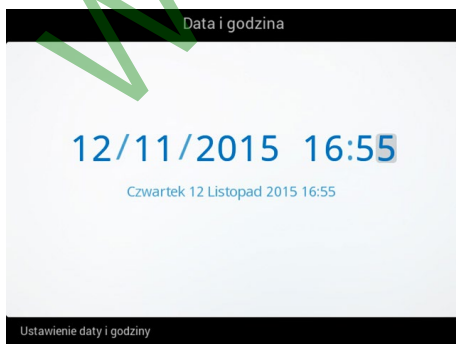 Data i godzina
12/11/2015 16:55
Czwartek 12 Listopad 2015 16:55
Ustawienie daty i godziny